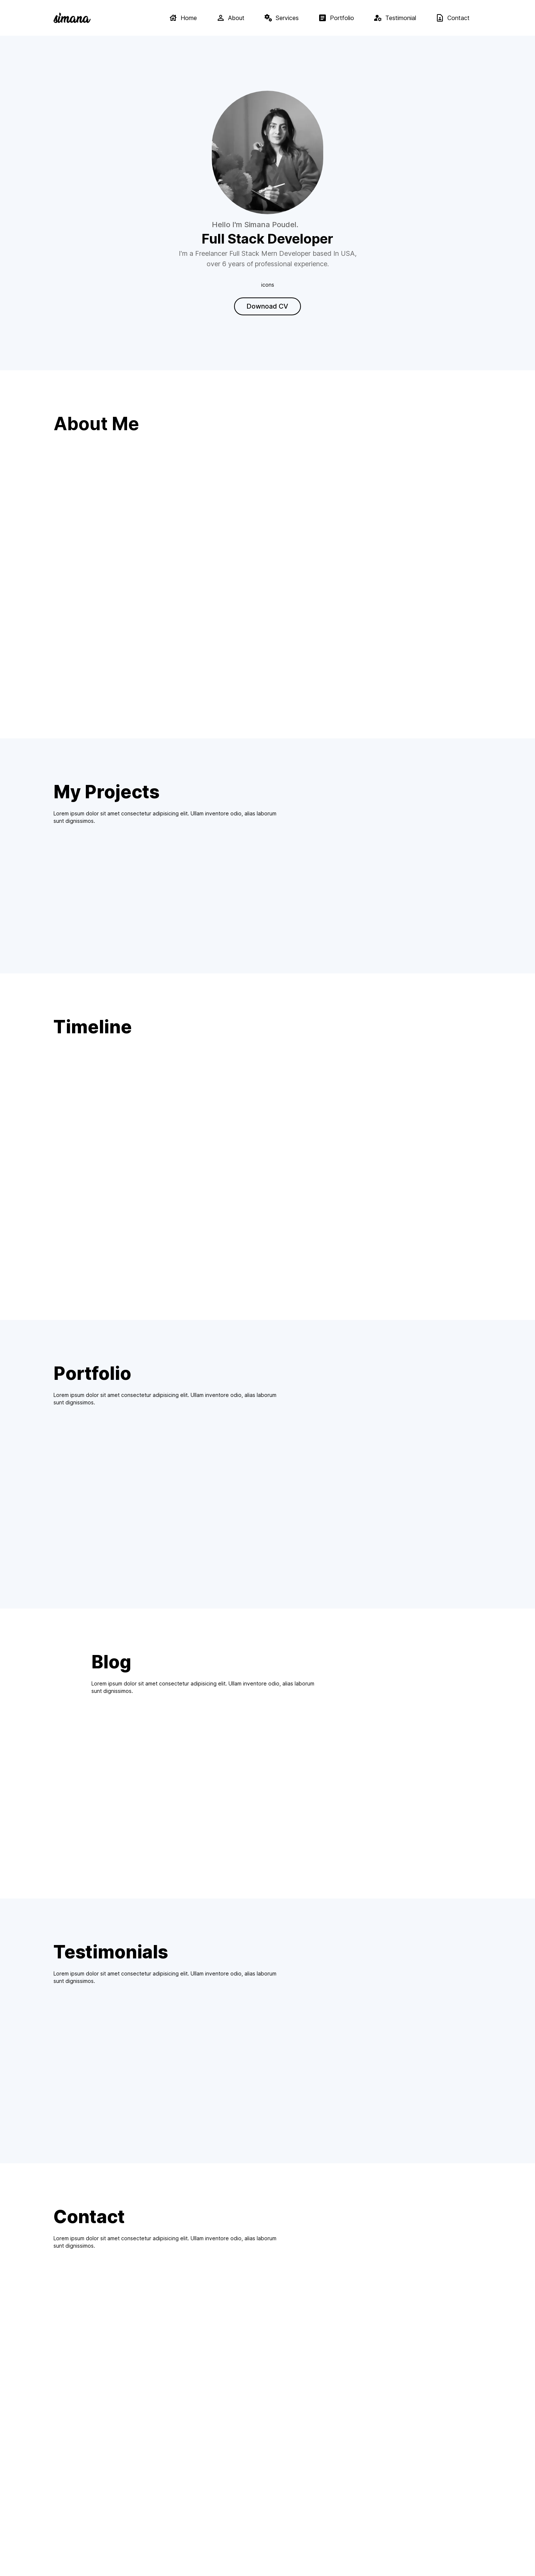 simana
Home About Services Portfolio Testimonial Contact
Hello I'm Simana Poudel.
Full Stack Developer
I'm a Freelancer Full Stack Mern Developer based in USA,
over 6 years of professional experience.
icons
Downoad CV
About Me
My Projects
Lorem ipsum dolor sit amet consectetur adipisicing elit. Ullam inventore odio, alias laborum
sunt dignissimos.
Timeline
Portfolio
Lorem ipsum dolor sit amet consectetur adipisicing elit. Ullam inventore odio, alias laborum
sunt dignissimos.
Blog
Lorem ipsum dolor sit amet consectetur adipisicing elit. Ullam inventore odio, alias laborum
sunt dignissimos.
Testimonials
Lorem ipsum dolor sit amet consectetur adipisicing elit. Ullam inventore odio, alias laborum
sunt dignissimos.
Contact
Lorem ipsum dolor sit amet consectetur adipisicing elit. Ullam inventore odio, alias laborum
sunt dignissimos.